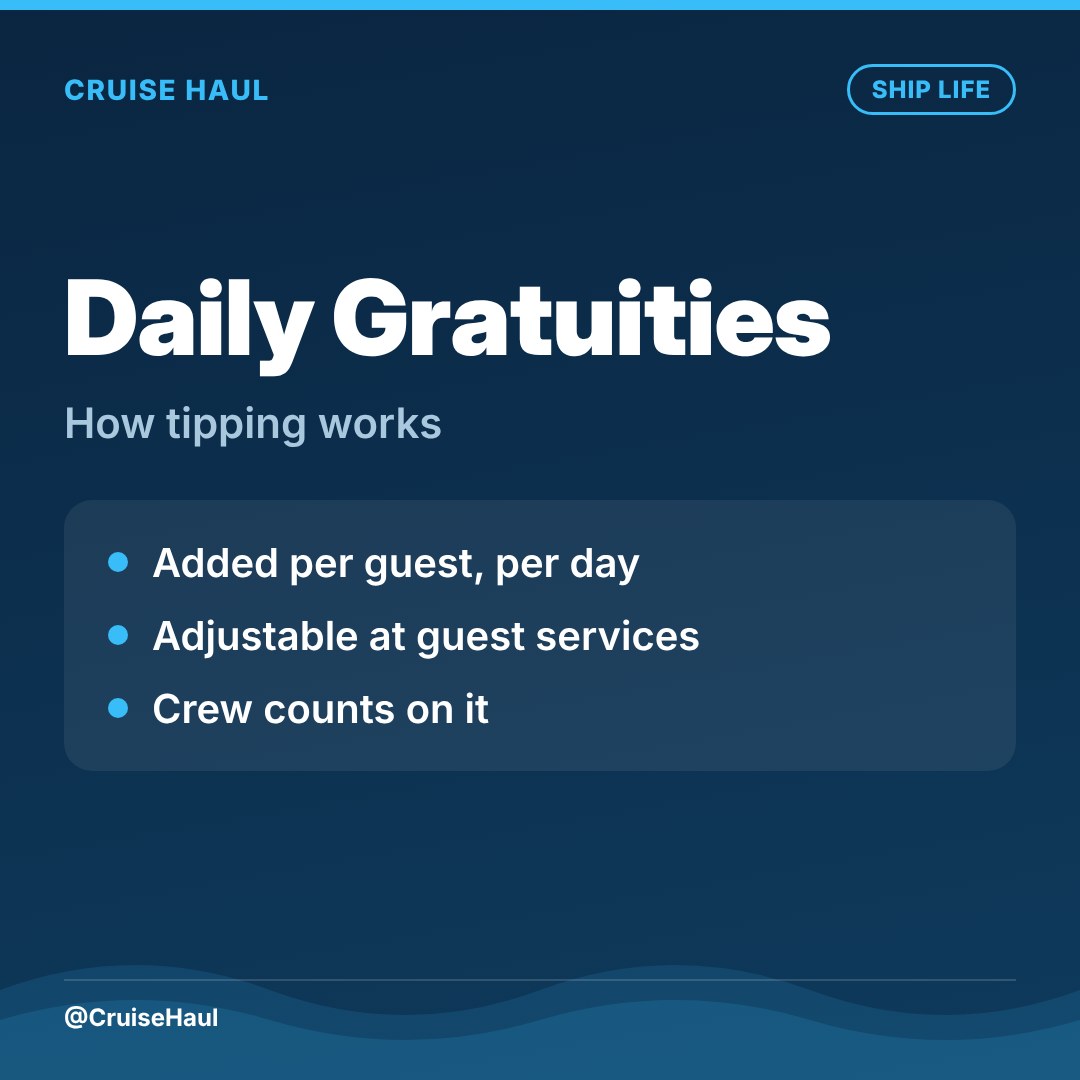 CRUISE HAUL
SHIP LIFE
Daily Gratuities
How tipping works
Added per guest, per day
Adjustable at guest services
Crew counts on it
@CruiseHaul